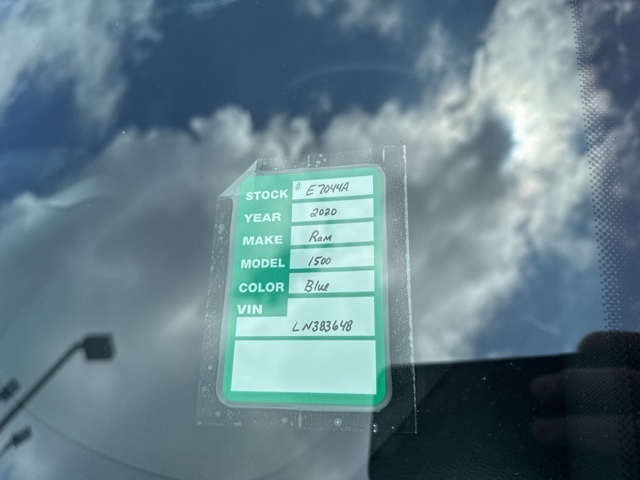 STOCK # E7044A
YEAR 2020
MAKE Ram
MODEL 1500
COLOR Blue
VIN
LN383648